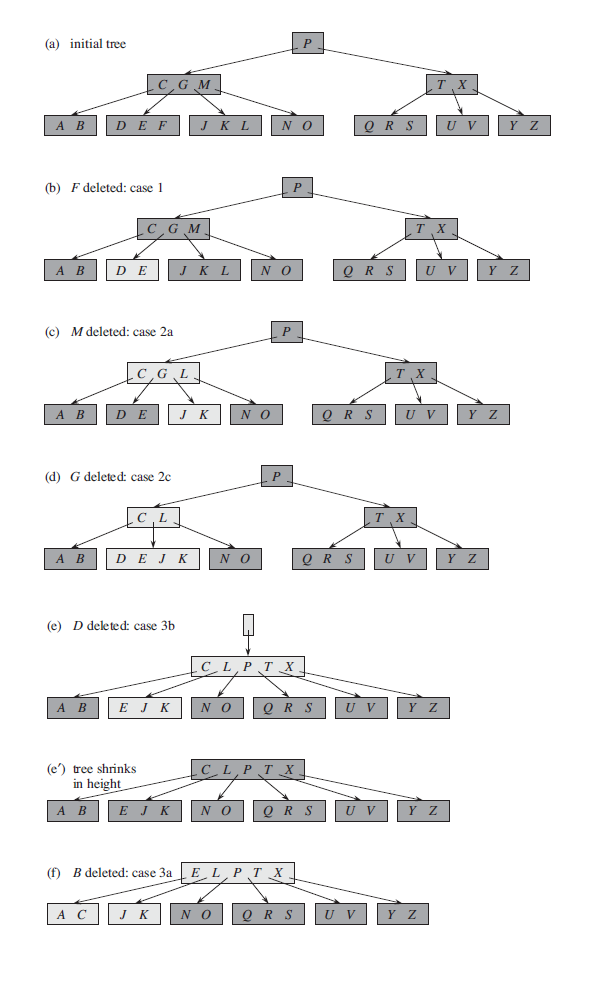 (a) initial tree
P
C G M
T X
A B
D E F
J K L
N O
Q R S
U V
Y Z
(b) F deleted: case 1
P
C G M
T X
A B
D E
J K L
N O
Q R S
U V
Y Z
(c) M deleted: case 2a
P
C G L
T X
A B
D E
J K
N O
Q R S
U V
Y Z
(d) G deleted: case 2c
P
C L
T X
A B
D E J K
N O
Q R S
U V
Y Z
(e) D deleted: case 3b
C L P T X
A B
E J K
N O
Q R S
U V
Y Z
(e′) tree shrinks
in height
C L P T X
A B
E J K
N O
Q R S
U V
Y Z
(f) B deleted: case 3a
E L P T X
A C
J K
N O
Q R S
U V
Y Z